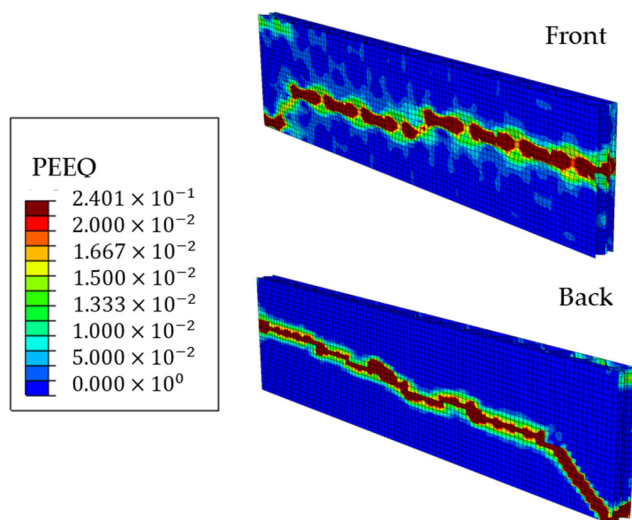 Front
PEEQ
2.401 × 10⁻¹
2.000 × 10⁻²
1.667 × 10⁻²
1.500 × 10⁻²
1.333 × 10⁻²
1.000 × 10⁻²
5.000 × 10⁻²
0.000 × 10⁰
Back